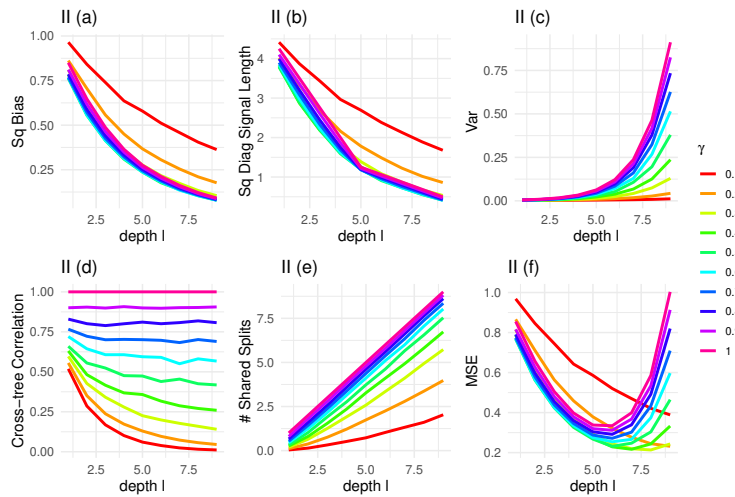 II (a)
Sq Bias
1.00
0.75
0.50
0.25
2.5
5.0
7.5
depth l
II (b)
Sq Diag Signal Length
4
3
2
1
2.5
5.0
7.5
depth l
II (c)
Var
0.75
0.50
0.25
0.00
2.5
5.0
7.5
depth l
II (d)
Cross−tree Correlation
1.00
0.75
0.50
0.25
0.00
2.5
5.0
7.5
depth l
II (e)
# Shared Splits
7.5
5.0
2.5
0.0
2.5
5.0
7.5
depth l
II (f)
MSE
1.0
0.8
0.6
0.4
0.2
2.5
5.0
7.5
depth l
γ
0.
0.
0.
0.
0.
0.
0.
0.
0.
1